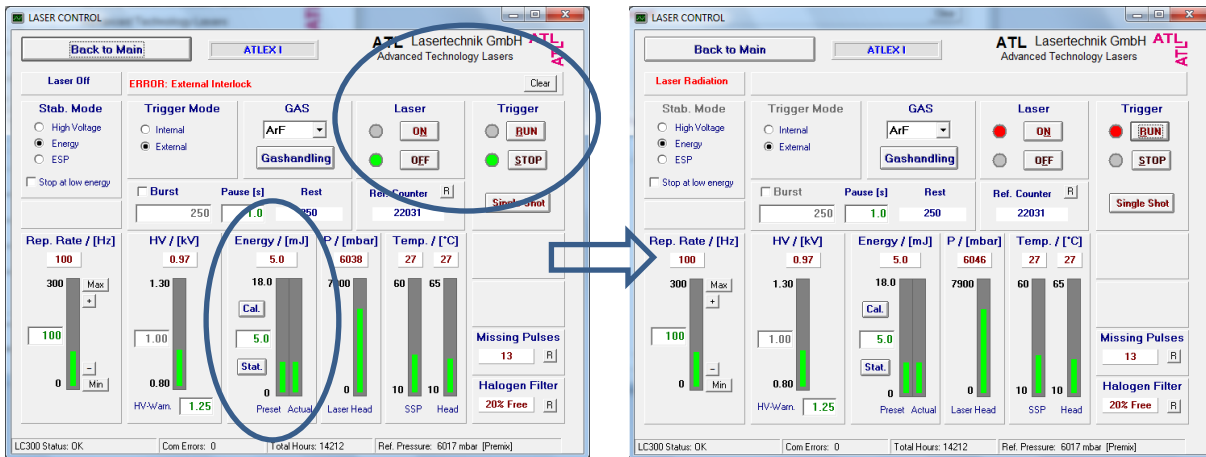 LASER CONTROL
Back to Main
ATLEX I
ATL Lasertechnik GmbH
Advanced Technology Lasers
ATL
ATL
Laser Off
ERROR: External Interlock
Clear
Stab. Mode
High Voltage
Energy
ESP
Stop at low energy
Trigger Mode
Internal
External
GAS
ArF
Gashandling
Laser
ON
OFF
Trigger
RUN
STOP
Burst
Pause [s]
Rest
250
1.0
250
Ref. Counter
R
22031
Single Shot
Rep. Rate / [Hz]
100
300
Max
+
100
−
0
Min
HV / [kV]
0.97
1.30
1.00
0.80
HV-Warn.
1.25
Energy / [mJ]
5.0
18.0
Cal.
5.0
Stat.
0
Preset Actual
P / [mbar]
6038
7900
0
Laser Head
Temp. / [°C]
27 27
60 65
10 10
SSP Head
Missing Pulses
13
R
Halogen Filter
20% Free
R
LC300 Status: OK
Com Errors: 0
Total Hours: 14212
Ref. Pressure: 6017 mbar [Premix]
LASER CONTROL
Back to Main
ATLEX I
ATL Lasertechnik GmbH
Advanced Technology Lasers
ATL
ATL
Laser Radiation
Stab. Mode
High Voltage
Energy
ESP
Stop at low energy
Trigger Mode
Internal
External
GAS
ArF
Gashandling
Laser
ON
OFF
Trigger
RUN
STOP
Burst
Pause [s]
Rest
250
1.0
250
Ref. Counter
R
22031
Single Shot
Rep. Rate / [Hz]
100
300
Max
+
100
−
0
Min
HV / [kV]
0.97
1.30
1.00
0.80
HV-Warn.
1.25
Energy / [mJ]
5.0
18.0
Cal.
5.0
Stat.
0
Preset Actual
P / [mbar]
6046
7900
0
Laser Head
Temp. / [°C]
27 27
60 65
10 10
SSP Head
Missing Pulses
13
R
Halogen Filter
20% Free
R
LC300 Status: OK
Com Errors: 0
Total Hours: 14212
Ref. Pressure: 6017 mbar [Premix]